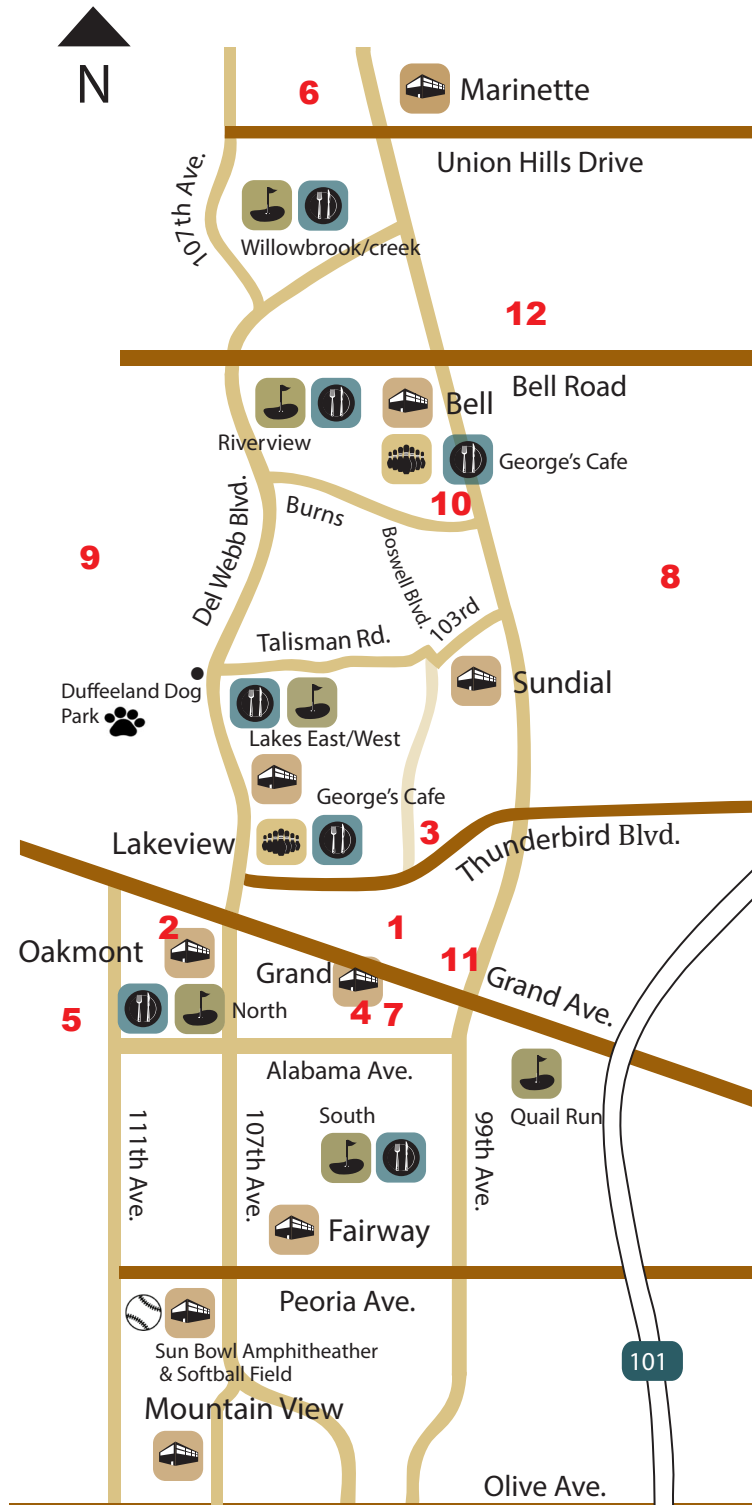 N
6
Marinette
Union Hills Drive
107th Ave.
Willowbrook/creek
12
Bell Road
Bell
Riverview
George's Cafe
10
Burns
9
Del Webb Blvd.
Boswell Blvd.
8
103rd
Talisman Rd.
Sundial
Duffeeland Dog
Park
Lakes East/West
George's Cafe
3
Lakeview
Thunderbird Blvd.
2
1
Oakmont
11
Grand
Grand Ave.
5
North
4
7
Alabama Ave.
South
Quail Run
111th Ave.
107th Ave.
99th Ave.
Fairway
Peoria Ave.
Sun Bowl Amphitheather
& Softball Field
101
Mountain View
Olive Ave.